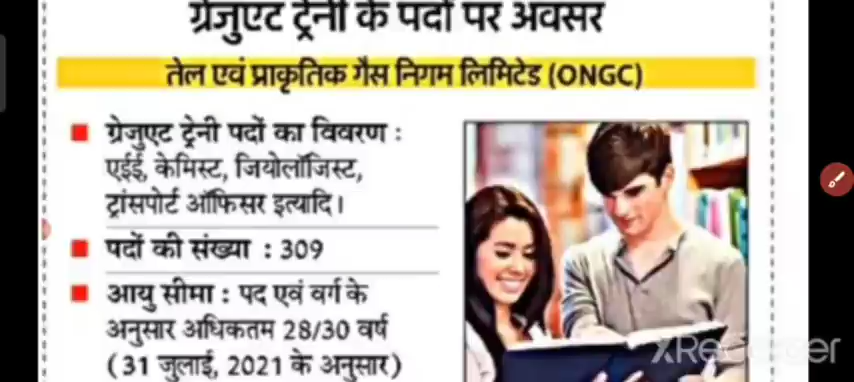 ग्रेजुएट ट्रेनी के पदों पर अवसर
तेल एवं प्राकृतिक गैस निगम लिमिटेड (ONGC)
ग्रेजुएट ट्रेनी पदों का विवरण :
एईई, केमिस्ट, जियोलॉजिस्ट,
ट्रांसपोर्ट ऑफिसर इत्यादि।
पदों की संख्या : 309
आयु सीमा : पद एवं वर्ग के
अनुसार अधिकतम 28/30 वर्ष
(31 जुलाई, 2021 के अनुसार)
XRecorder